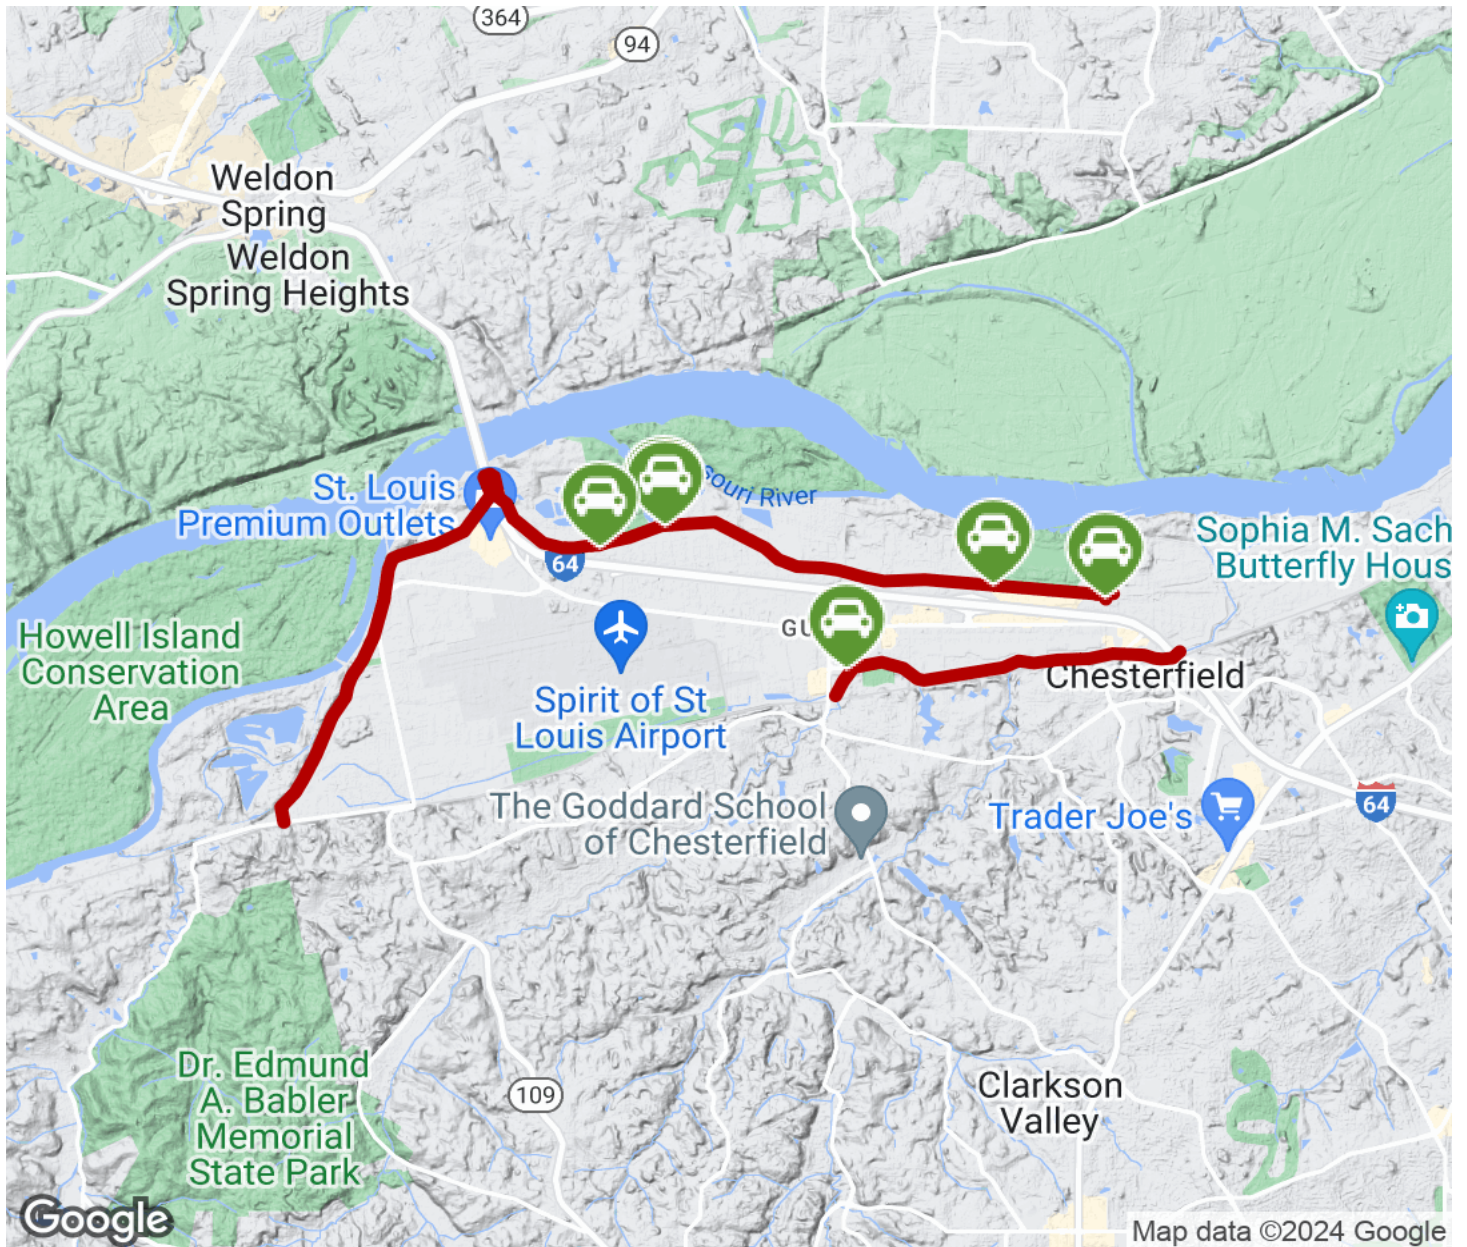 364
94
Weldon
Spring
Weldon
Spring Heights
St. Louis
Premium Outlets
souri River
64
Sophia M. Sach
Butterfly Hous
Howell Island
Conservation
Area
GU
Chesterfield
Spirit of St
Louis Airport
The Goddard School
of Chesterfield
Trader Joe's
64
Dr. Edmund
A. Babler
Memorial
State Park
109
Clarkson
Valley
Google
Map data ©2024 Google